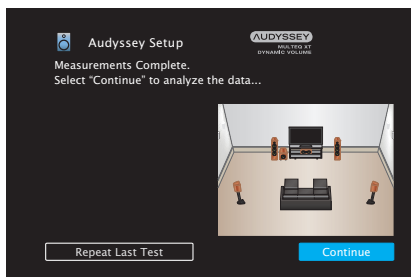 Audyssey Setup
AUDYSSEY
MULTEQ XT
DYNAMIC VOLUME
Measurements Complete.
Select “Continue” to analyze the data...
Repeat Last Test
Continue